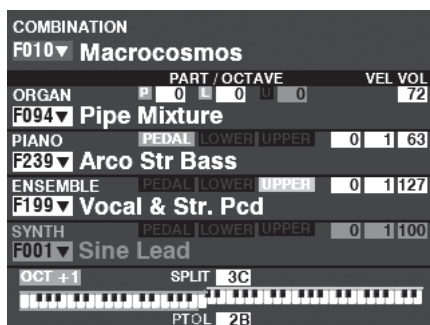 COMBINATION
F010▼ Macrocosmos
PART / OCTAVE VEL VOL
ORGAN P 0 L 0 U 0 72
F094▼ Pipe Mixture
PIANO PEDAL LOWER UPPER 0 1 63
F239▼ Arco Str Bass
ENSEMBLE PEDAL LOWER UPPER 0 1 127
F199▼ Vocal & Str. Pcd
SYNTH PEDAL LOWER UPPER 0 1 100
F001▼ Sine Lead
OCT +1 SPLIT 3C
PTOL 2B